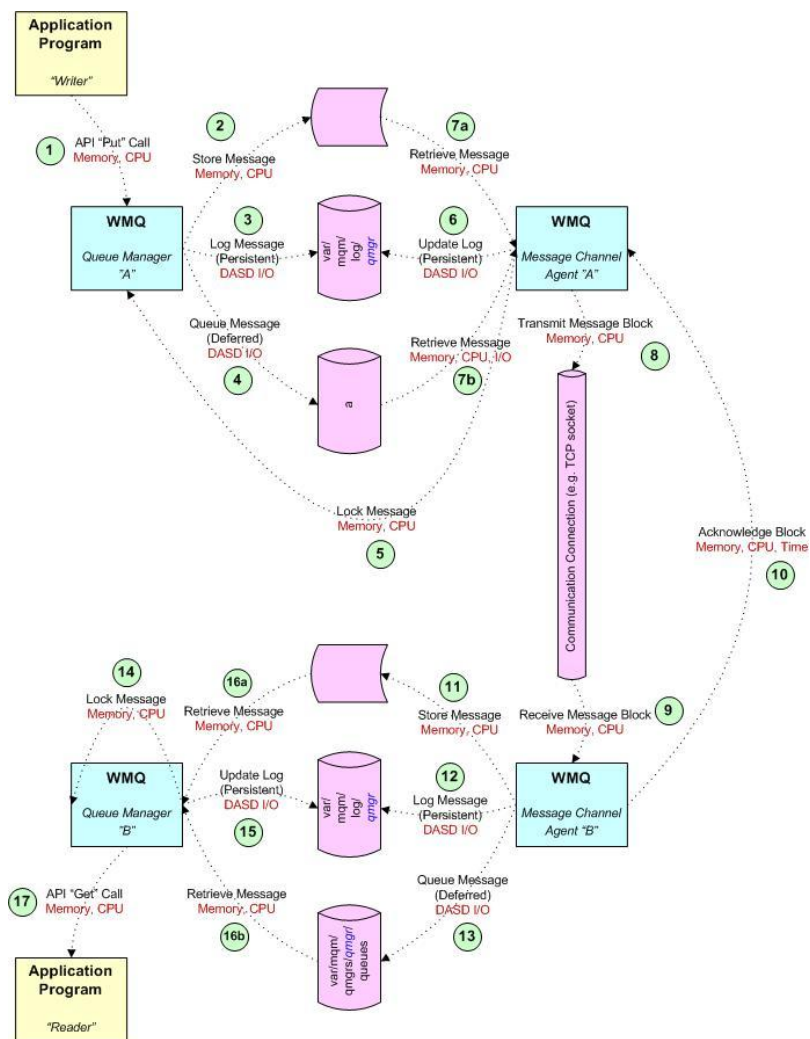 Application
Program
"Writer"
1
API "Put" Call
Memory, CPU
2
Store Message
Memory, CPU
7a
Retrieve Message
Memory, CPU
WMQ
Queue Manager
"A"
3
Log Message
(Persistent)
DASD I/O
var/
mqm/
log/
qmgr
6
Update Log
(Persistent)
DASD I/O
WMQ
Message Channel
Agent "A"
Queue Message
(Deferred)
DASD I/O
4
a
Retrieve Message
Memory, CPU, I/O
7b
Transmit Message Block
Memory, CPU
8
Lock Message
Memory, CPU
5
Communication Connection (e.g. TCP socket)
Acknowledge Block
Memory, CPU, Time
10
14
Lock Message
Memory, CPU
16a
Retrieve Message
Memory, CPU
11
Store Message
Memory, CPU
9
Receive Message Block
Memory, CPU
WMQ
Queue Manager
"B"
Update Log
(Persistent)
DASD I/O
15
var/
mqm/
log/
qmgr
12
Log Message
(Persistent)
DASD I/O
WMQ
Message Channel
Agent "B"
17
API "Get" Call
Memory, CPU
Retrieve Message
Memory, CPU
16b
var/mqm/
qmgrs/qmgr/
queues
Queue Message
(Deferred)
DASD I/O
13
Application
Program
"Reader"